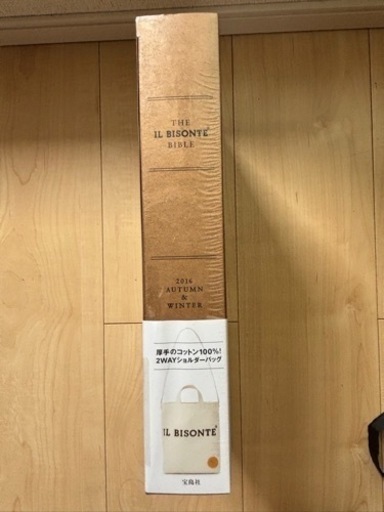 THE
IL BISONTE®
BIBLE
2016
AUTUMN
&
WINTER
厚手のコットン100%!
2WAYショルダーバッグ
IL BISONTE®
宝島社